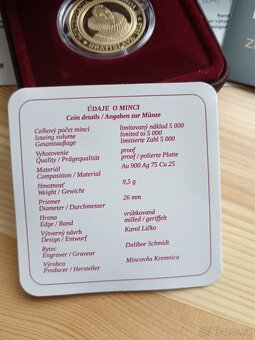 BRATISLAV
Z
ÚDAJE O MINCI
Coin details / Angaben zur Münze
Celkový počet mincí limitovaný náklad 5 000
Issuing volume limited to 5 000
Gesamtauflage limitierte Zahl 5 000
Vyhotovenie proof
Quality / Prägequalität proof / polierte Platte
Materiál Au 900 Ag 75 Cu 25
Composition / Material
Hmotnosť 9,5 g
Weight / Gewicht
Priemer 26 mm
Diameter / Durchmesser
Hrana vrúbkovaná
Edge / Rand milled / geriffelt
Výtvarný návrh Karol Ličko
Design / Entwurf
Rytec Dalibor Schmidt
Engraver / Graveur
Výrobca Mincovňa Kremnica
Producer / Hersteller